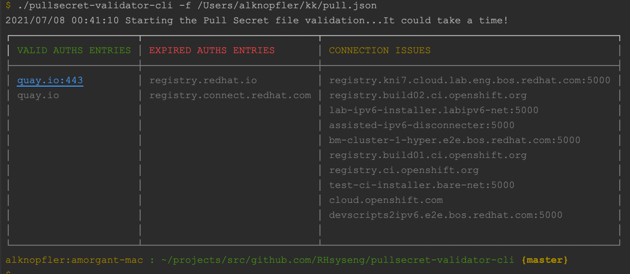 $ ./pullsecret-validator-cli -f /Users/alknopfler/kk/pull.json
2021/07/08 00:41:10 Starting the Pull Secret file validation...It could take a time!
VALID AUTHS ENTRIES | EXPIRED AUTHS ENTRIES | CONNECTION ISSUES
quay.io:443 | registry.redhat.io | registry.kni7.cloud.lab.eng.bos.redhat.com:5000
quay.io | registry.connect.redhat.com | registry.build02.ci.openshift.org
lab-ipv6-installer.labipv6-net:5000
assisted-ipv6-disconnecter:5000
bm-cluster-1-hyper.e2e.bos.redhat.com:5000
registry.build01.ci.openshift.org
registry.ci.openshift.org
test-ci-installer.bare-net:5000
cloud.openshift.com
devscripts2ipv6.e2e.bos.redhat.com:5000
alknopfler:amorgant-mac : ~/projects/src/github.com/RHsyseng/pullsecret-validator-cli {master}
$